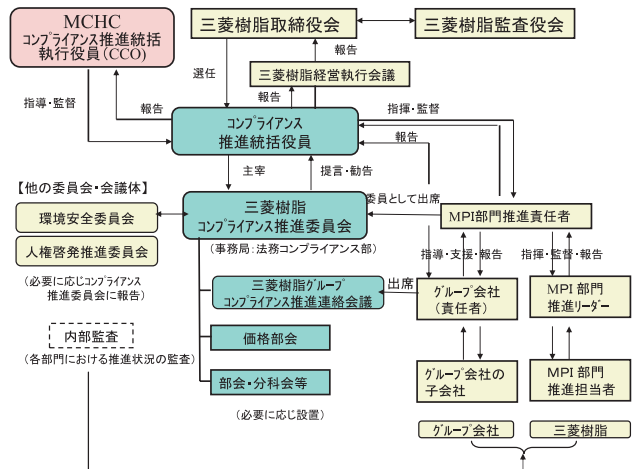 MCHC
コンプライアンス推進統括
執行役員(CCO)
三菱樹脂取締役会
三菱樹脂監査役会
報告
選任
三菱樹脂経営執行会議
指導・監督
報告
報告
指揮・監督
コンプライアンス
推進統括役員
報告
主宰
提言・勧告
【他の委員会・会議体】
委員として出席
環境安全委員会
三菱樹脂
コンプライアンス推進委員会
MPI部門推進責任者
人権啓発推進委員会
(事務局:法務コンプライアンス部)
指導・支援・報告
指揮・監督・報告
(必要に応じコンプライアンス
推進委員会に報告)
三菱樹脂グループ
コンプライアンス推進連絡会議
出席
グループ会社
(責任者)
MPI 部門
推進リーダー
内部監査
価格部会
(各部門における推進状況の監査)
部会・分科会等
グループ会社の
子会社
MPI 部門
推進担当者
(必要に応じ設置)
グループ会社
三菱樹脂